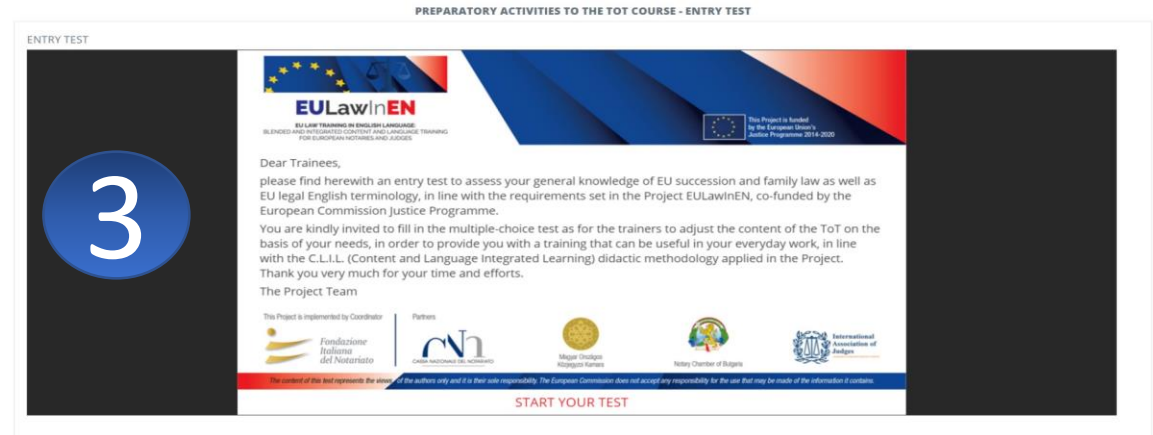 PREPARATORY ACTIVITIES TO THE TOT COURSE - ENTRY TEST
ENTRY TEST
EULawInEN
EU LAW TRAINING IN ENGLISH LANGUAGE:
BLENDED AND INTEGRATED CONTENT AND LANGUAGE TRAINING
FOR EUROPEAN NOTARIES AND JUDGES
This Project is funded
by the European Union's
Justice Programme 2014-2020
3
Dear Trainees,
please find herewith an entry test to assess your general knowledge of EU succession and family law as well as
EU legal English terminology, in line with the requirements set in the Project EULawInEN, co-funded by the
European Commission Justice Programme.
You are kindly invited to fill in the multiple-choice test as for the trainers to adjust the content of the ToT on the
basis of your needs, in order to provide you with a training that can be useful in your everyday work, in line
with the C.L.I.L. (Content and Language Integrated Learning) didactic methodology applied in the Project.
Thank you very much for your time and efforts.
The Project Team
This Project is implemented by Coordinator
Partners
Fondazione
Italiana
del Notariato
CASSA NAZIONALE DEL NOTARIATO
Magyar Országos
Közjegyzői Kamara
Notary Chamber of Bulgaria
International
Association of
Judges
The content of this text represents the views of the authors only and it is their sole responsibility. The European Commission does not accept any responsibility for the use that may be made of the information it contains.
START YOUR TEST